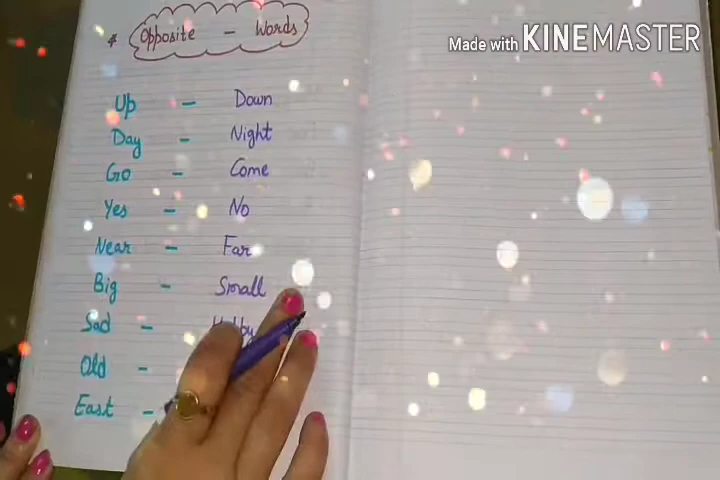 Made with KINEMASTER
* Opposite - Words
Up - Down
Day - Night
Go - Come
Yes - No
Near - Far
Big - Small
Sad -
Old -
East -